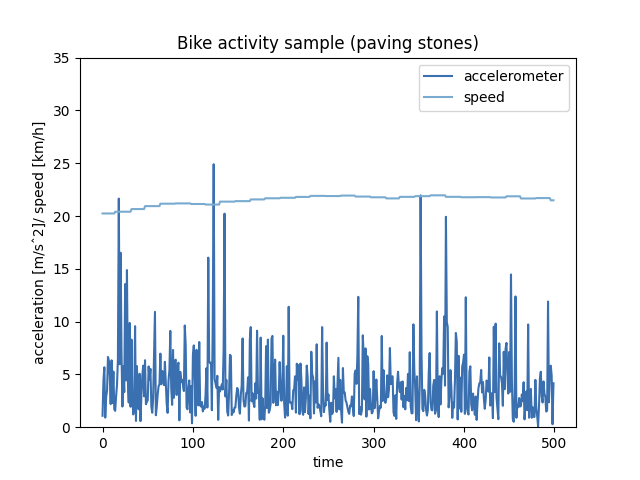 Bike activity sample (paving stones)
accelerometer
speed
35
30
25
20
15
10
5
0
acceleration [m/s^2]/ speed [km/h]
0 100 200 300 400 500
time